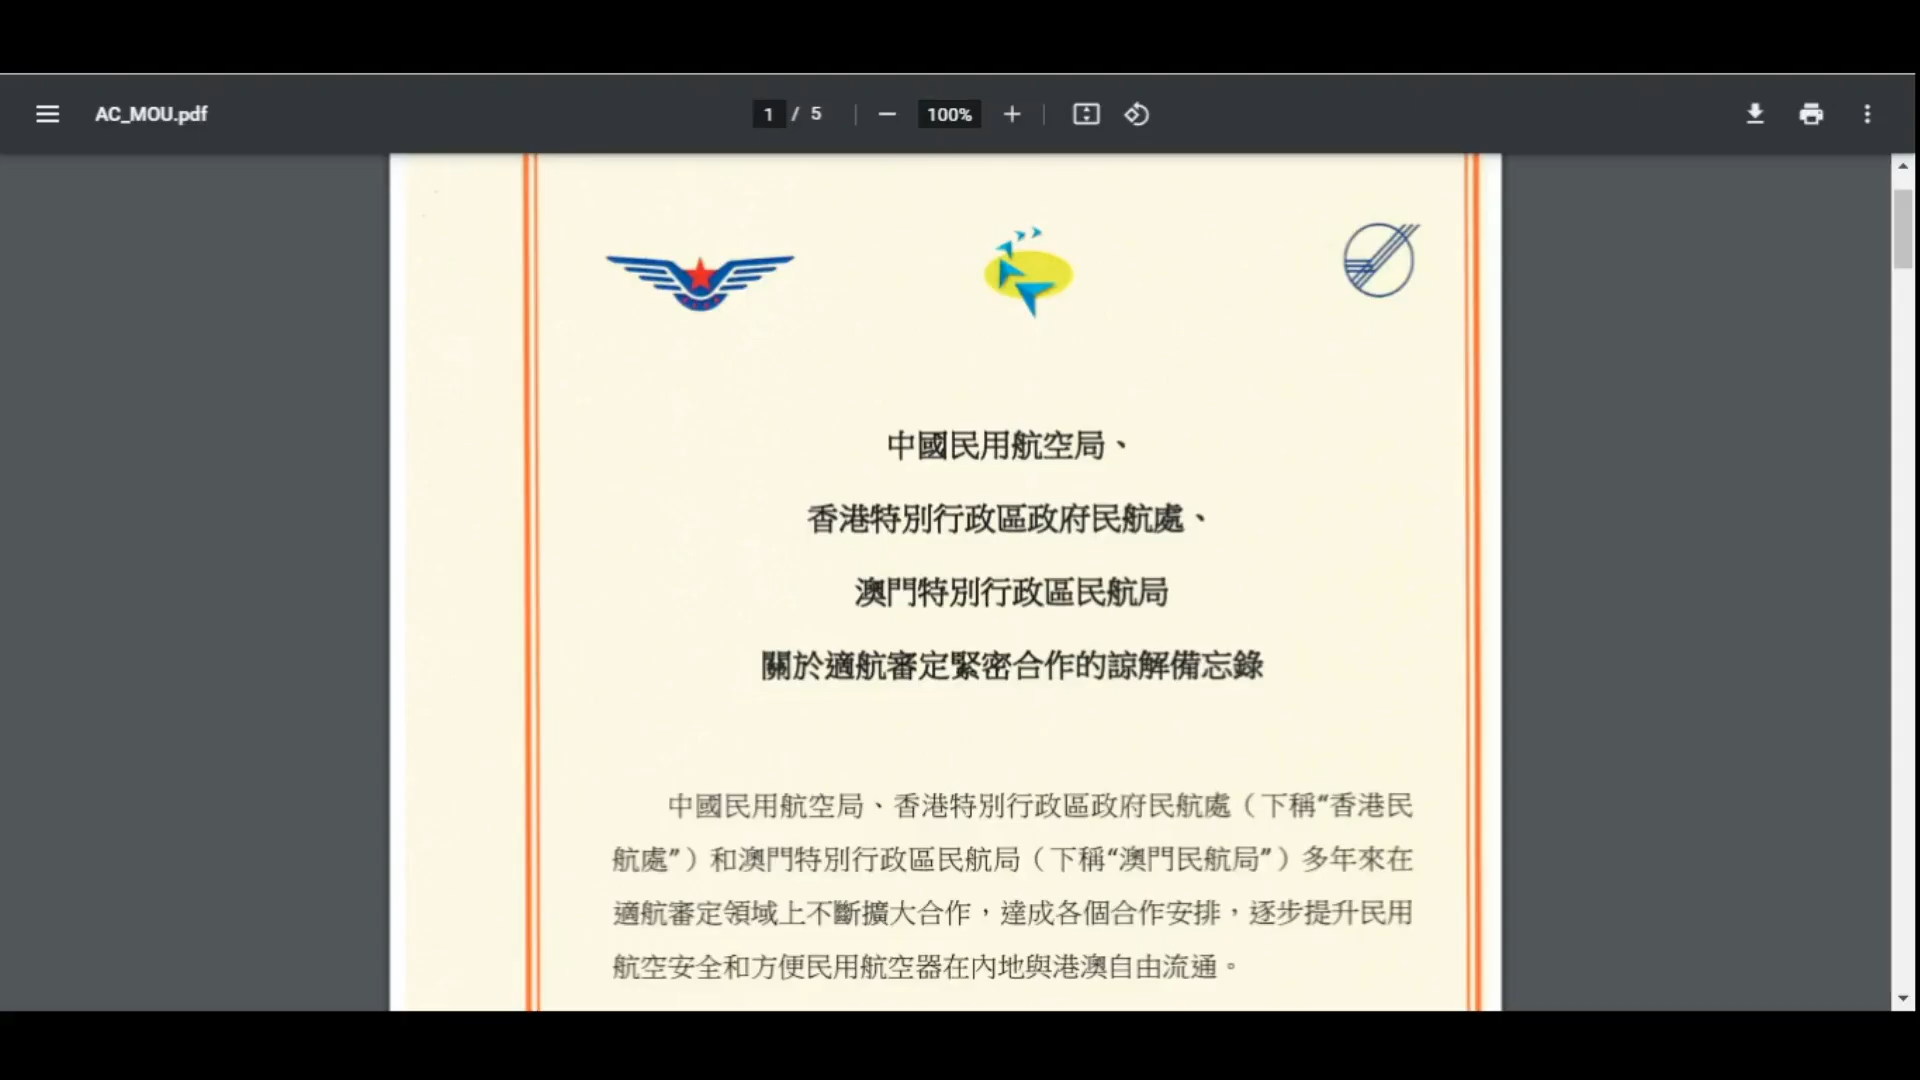 AC_MOU.pdf
1 / 5
100%
中國民用航空局、
香港特別行政區政府民航處、
澳門特別行政區民航局
關於適航審定緊密合作的諒解備忘錄
中國民用航空局、香港特別行政區政府民航處（下稱“香港民
航處”）和澳門特別行政區民航局（下稱“澳門民航局”）多年來在
適航審定領域上不斷擴大合作，達成各個合作安排，逐步提升民用
航空安全和方便民用航空器在內地與港澳自由流通。